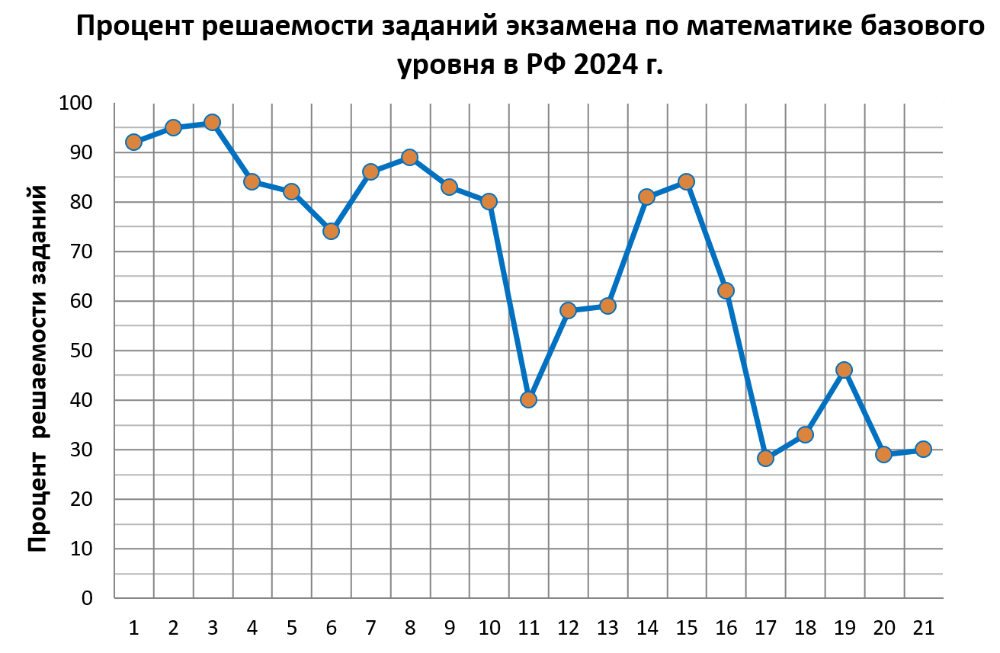 Процент решаемости заданий экзамена по математике базового
уровня в РФ 2024 г.
Процент решаемости заданий
100
90
80
70
60
50
40
30
20
10
0
1 2 3 4 5 6 7 8 9 10 11 12 13 14 15 16 17 18 19 20 21